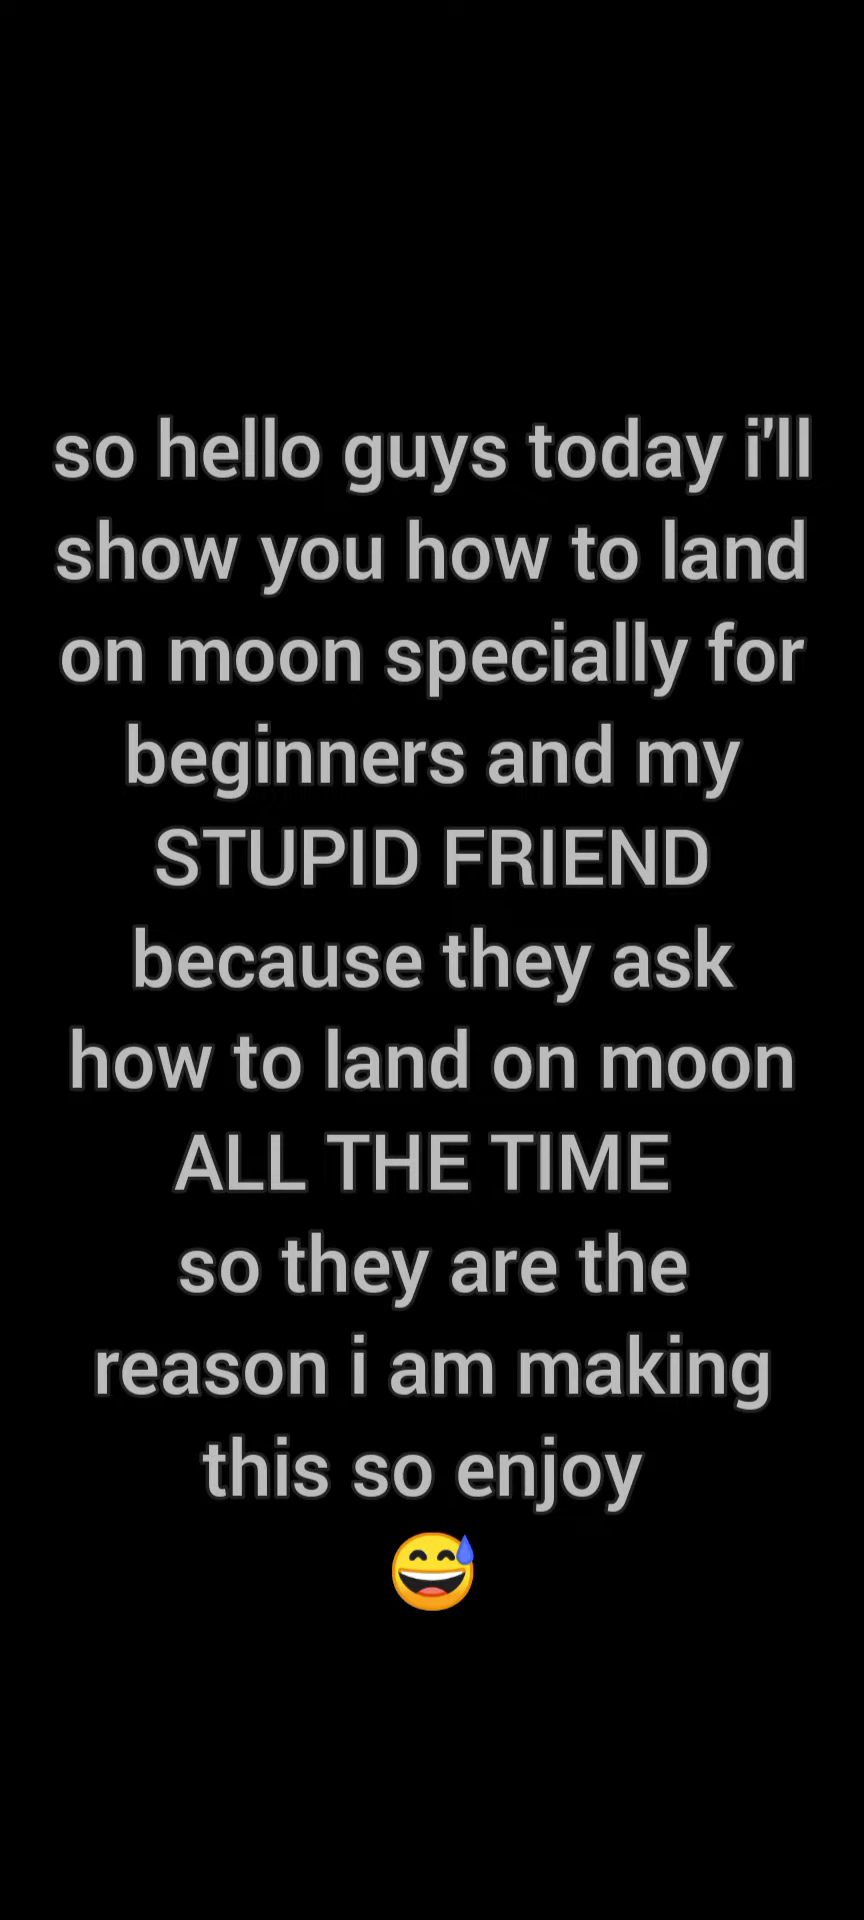 so hello guys today i'll
show you how to land
on moon specially for
beginners and my
STUPID FRIEND
because they ask
how to land on moon
ALL THE TIME
so they are the
reason i am making
this so enjoy
😅